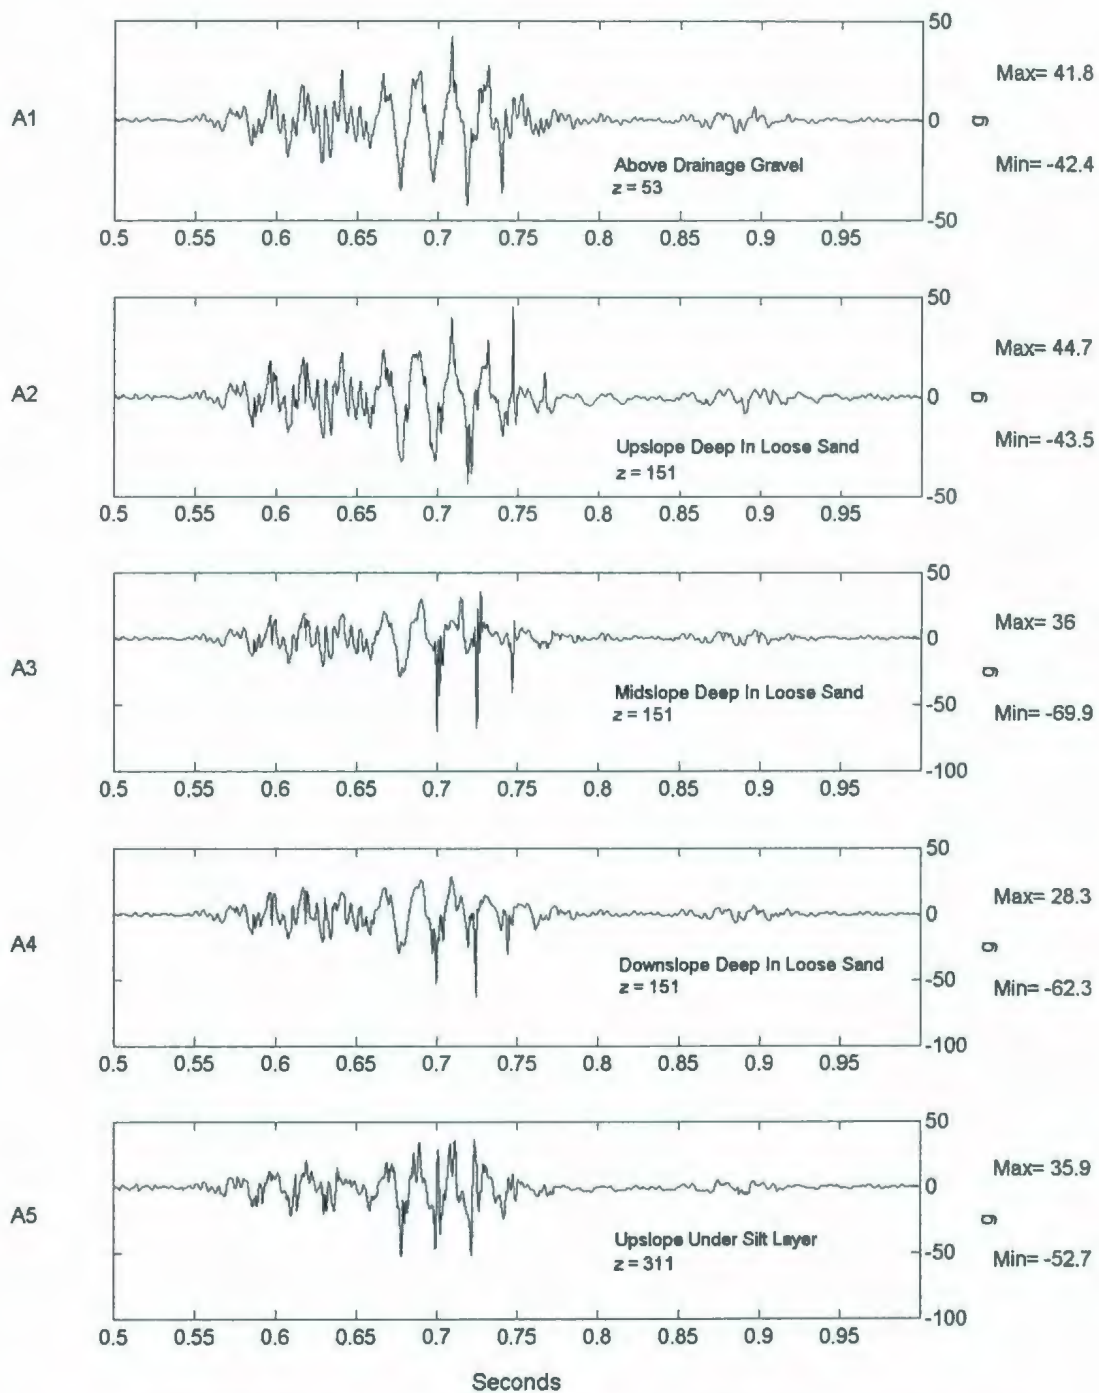 50
Max= 41.8
A1
0
g
Above Drainage Gravel
z = 53
Min= -42.4
-50
0.5 0.55 0.6 0.65 0.7 0.75 0.8 0.85 0.9 0.95
50
Max= 44.7
A2
0
g
Upslope Deep In Loose Sand
z = 151
Min= -43.5
-50
0.5 0.55 0.6 0.65 0.7 0.75 0.8 0.85 0.9 0.95
50
Max= 36
A3
0
g
Midslope Deep In Loose Sand
z = 151
-50
Min= -69.9
-100
0.5 0.55 0.6 0.65 0.7 0.75 0.8 0.85 0.9 0.95
50
Max= 28.3
A4
0
g
Downslope Deep In Loose Sand
z = 151
-50
Min= -62.3
-100
0.5 0.55 0.6 0.65 0.7 0.75 0.8 0.85 0.9 0.95
50
Max= 35.9
A5
0
g
Upslope Under Silt Layer
z = 311
-50
Min= -52.7
-100
0.5 0.55 0.6 0.65 0.7 0.75 0.8 0.85 0.9 0.95
Seconds